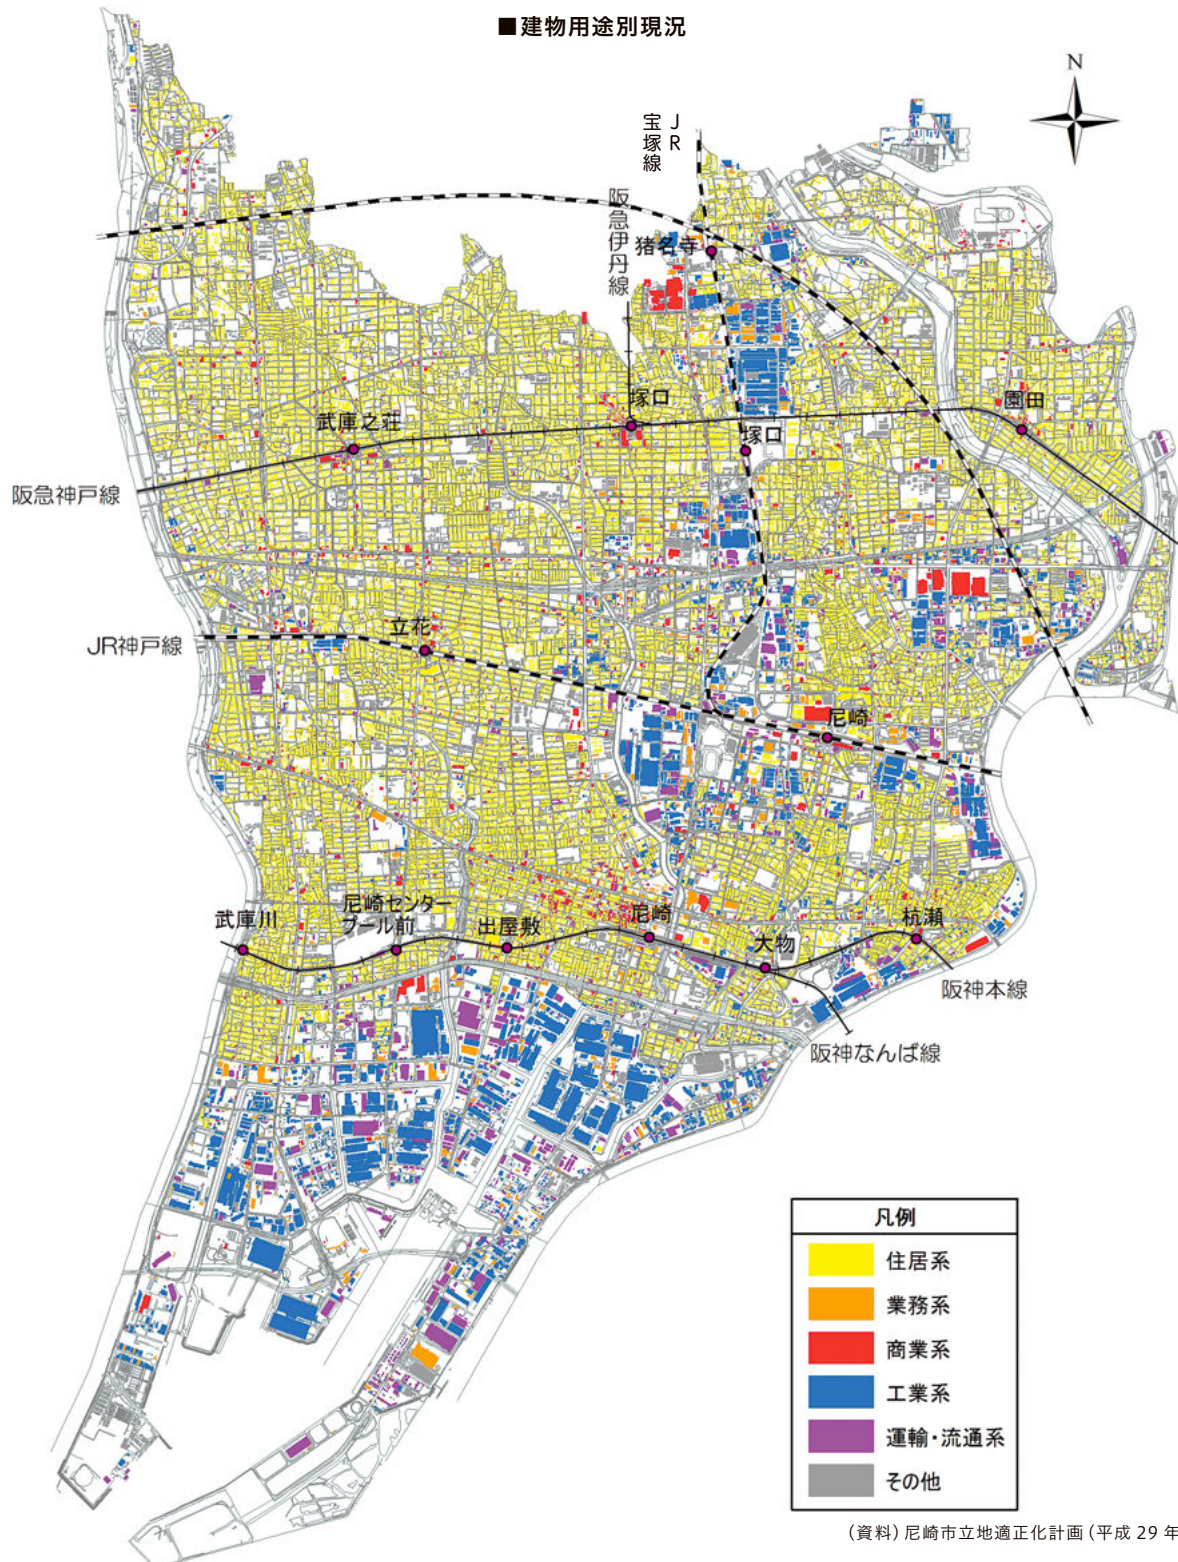 ■建物用途別現況
N
JR
宝塚線
阪急伊丹線
猪名寺
塚口
園田
武庫之荘
塚口
阪急神戸線
立花
JR神戸線
尼崎
尼崎センター
プール前
武庫川
出屋敷
尼崎
杭瀬
大物
阪神本線
阪神なんば線
凡例
住居系
業務系
商業系
工業系
運輸・流通系
その他
(資料)尼崎市立地適正化計画(平成 29 年